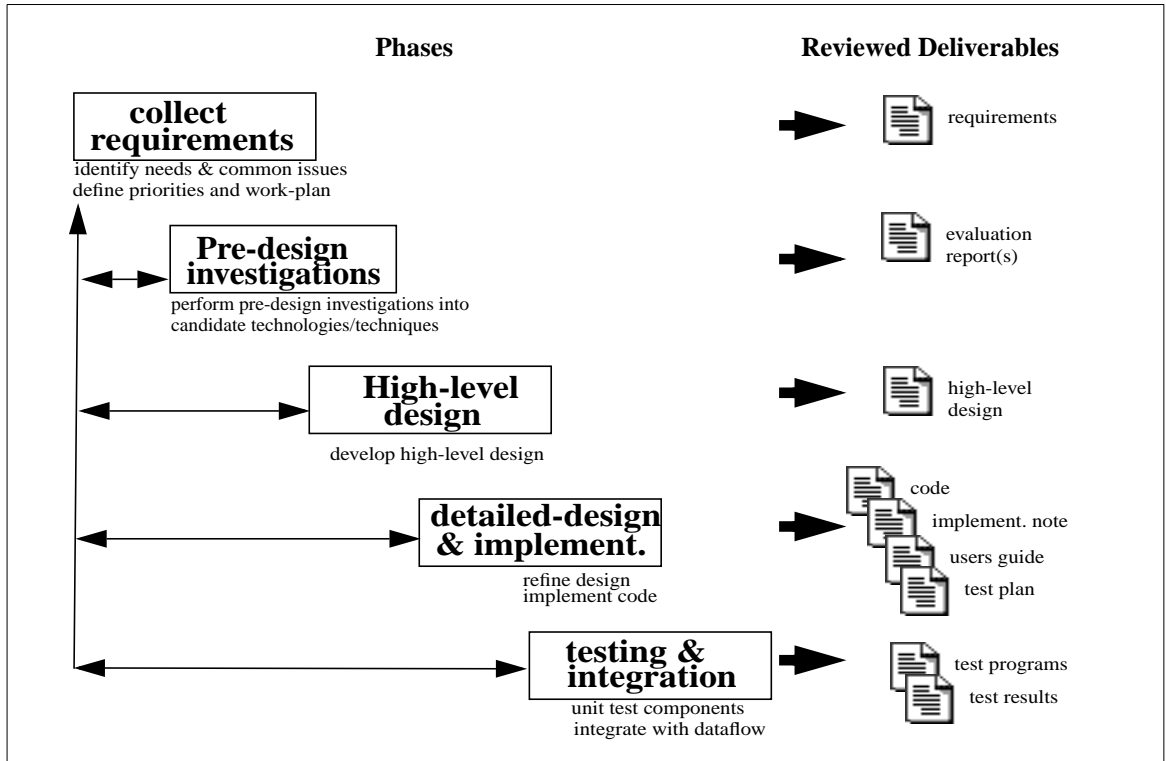 Phases
Reviewed Deliverables
collect
requirements
identify needs & common issues
define priorities and work-plan
requirements
Pre-design
investigations
perform pre-design investigations into
candidate technologies/techniques
evaluation
report(s)
High-level
design
develop high-level design
high-level
design
detailed-design
& implement.
refine design
implement code
code
implement. note
users guide
test plan
testing &
integration
unit test components
integrate with dataflow
test programs
test results